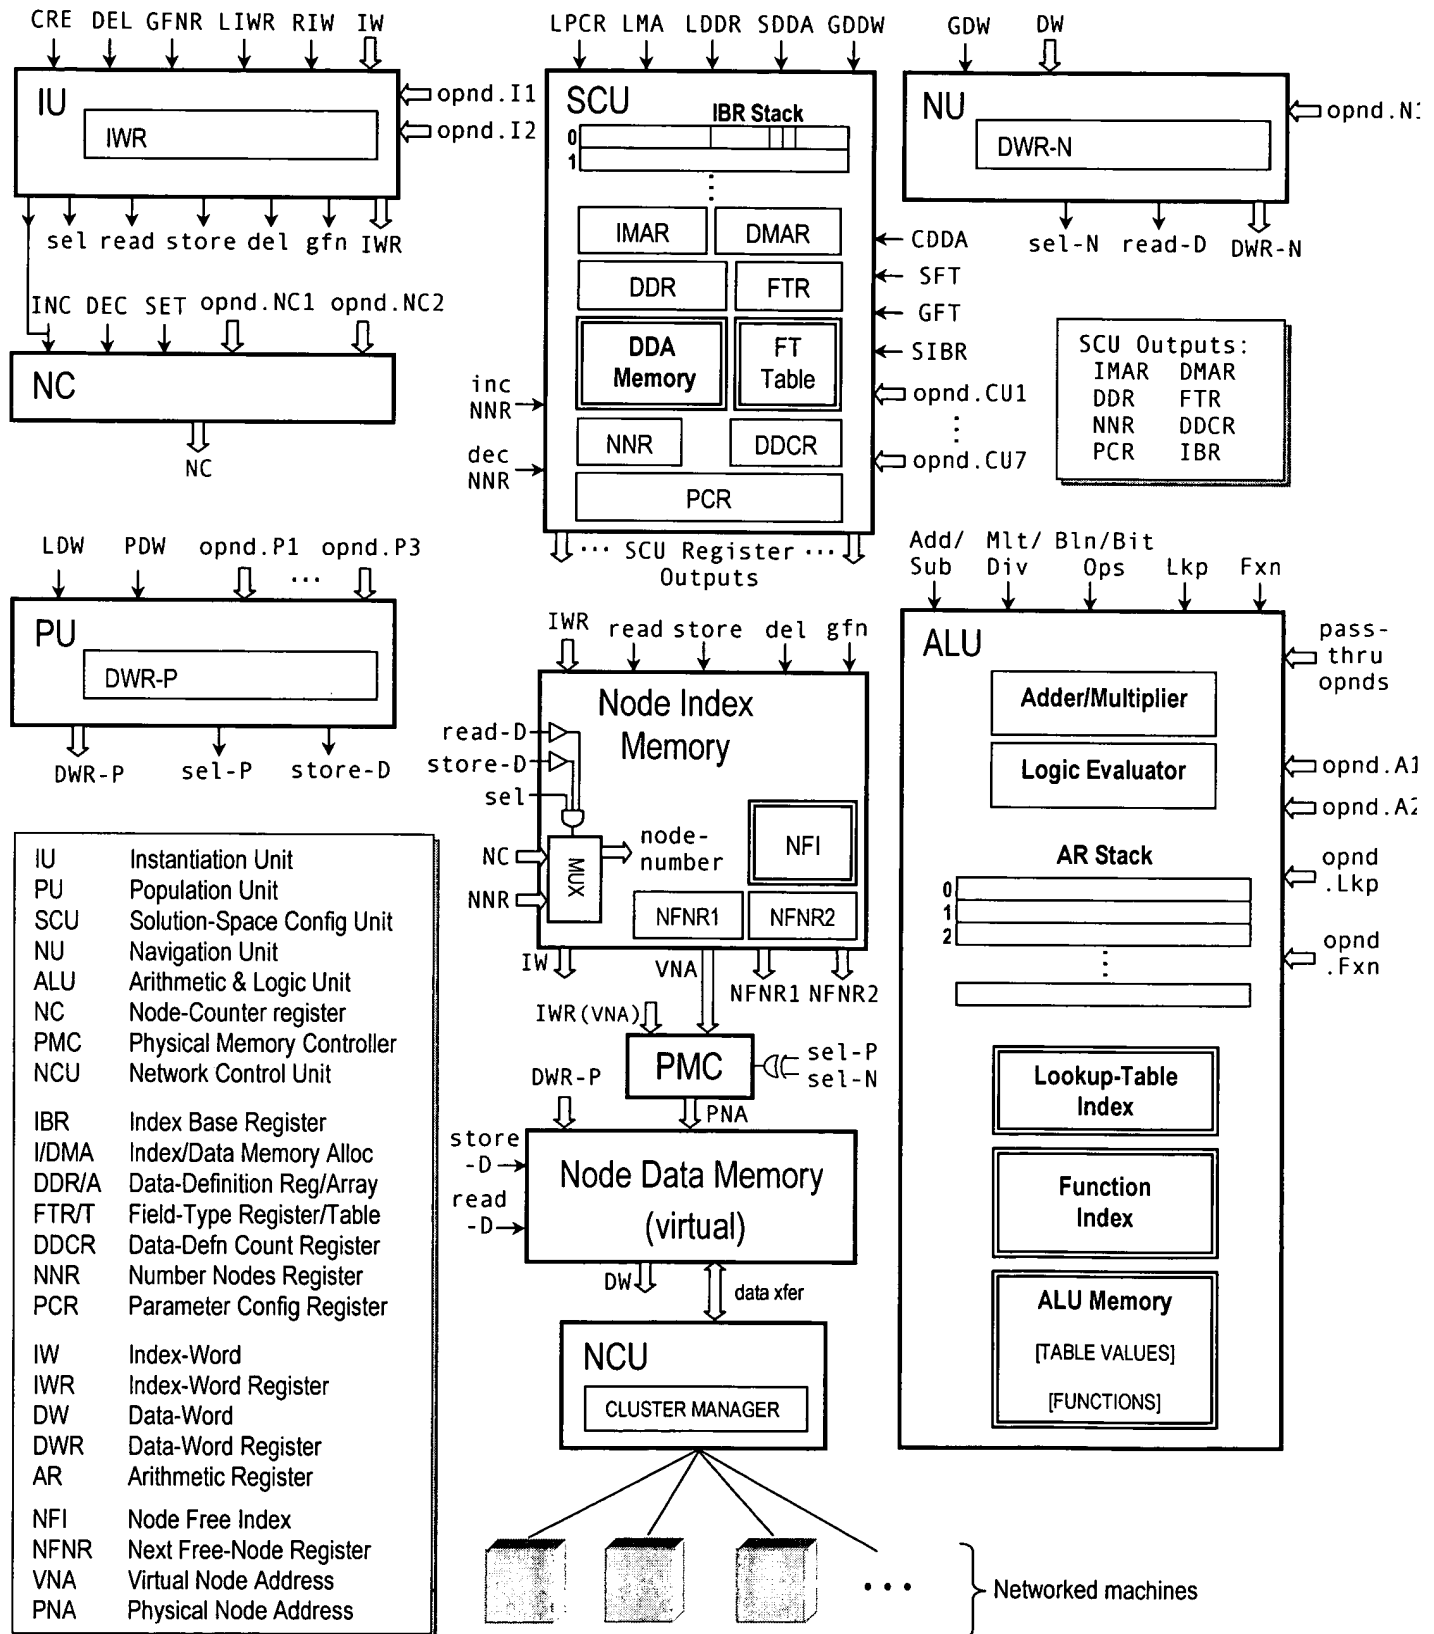 CRE DEL GFNR LIWR RIW IW
IU
IWR
opnd.I1
opnd.I2
sel read store del gfn IWR
INC DEC SET opnd.NC1 opnd.NC2
NC
NC
LPCR LMA LDDR SDDA GDDW
SCU
IBR Stack
0
1
IMAR DMAR
DDR FTR
DDA Memory
FT Table
NNR DDCR
PCR
inc NNR
dec NNR
CDDA
SFT
GFT
SIBR
opnd.CU1
opnd.CU7
··· SCU Register ···
Outputs
GDW DW
NU
DWR-N
opnd.N1
sel-N read-D DWR-N
SCU Outputs:
IMAR DMAR
DDR FTR
NNR DDCR
PCR IBR
LDW PDW opnd.P1 ··· opnd.P3
PU
DWR-P
DWR-P sel-P store-D
IWR read store del gfn
Node Index
Memory
read-D
store-D
sel
NC
NNR
MUX
node-
number
NFI
NFNR1 NFNR2
IW VNA NFNR1 NFNR2
IWR(VNA)
PMC
sel-P
sel-N
DWR-P
PNA
store
-D
read
-D
Node Data Memory
(virtual)
DW
data xfer
NCU
CLUSTER MANAGER
• • •
Networked machines
Add/ Mlt/ Bln/Bit
Sub Div Ops Lkp Fxn
ALU
pass-
thru
opnds
Adder/Multiplier
Logic Evaluator
opnd.A1
opnd.A2
AR Stack
0
1
2
opnd
.Lkp
opnd
.Fxn
Lookup-Table
Index
Function
Index
ALU Memory
[TABLE VALUES]
[FUNCTIONS]
IU Instantiation Unit
PU Population Unit
SCU Solution-Space Config Unit
NU Navigation Unit
ALU Arithmetic & Logic Unit
NC Node-Counter register
PMC Physical Memory Controller
NCU Network Control Unit
IBR Index Base Register
I/DMA Index/Data Memory Alloc
DDR/A Data-Definition Reg/Array
FTR/T Field-Type Register/Table
DDCR Data-Defn Count Register
NNR Number Nodes Register
PCR Parameter Config Register
IW Index-Word
IWR Index-Word Register
DW Data-Word
DWR Data-Word Register
AR Arithmetic Register
NFI Node Free Index
NFNR Next Free-Node Register
VNA Virtual Node Address
PNA Physical Node Address